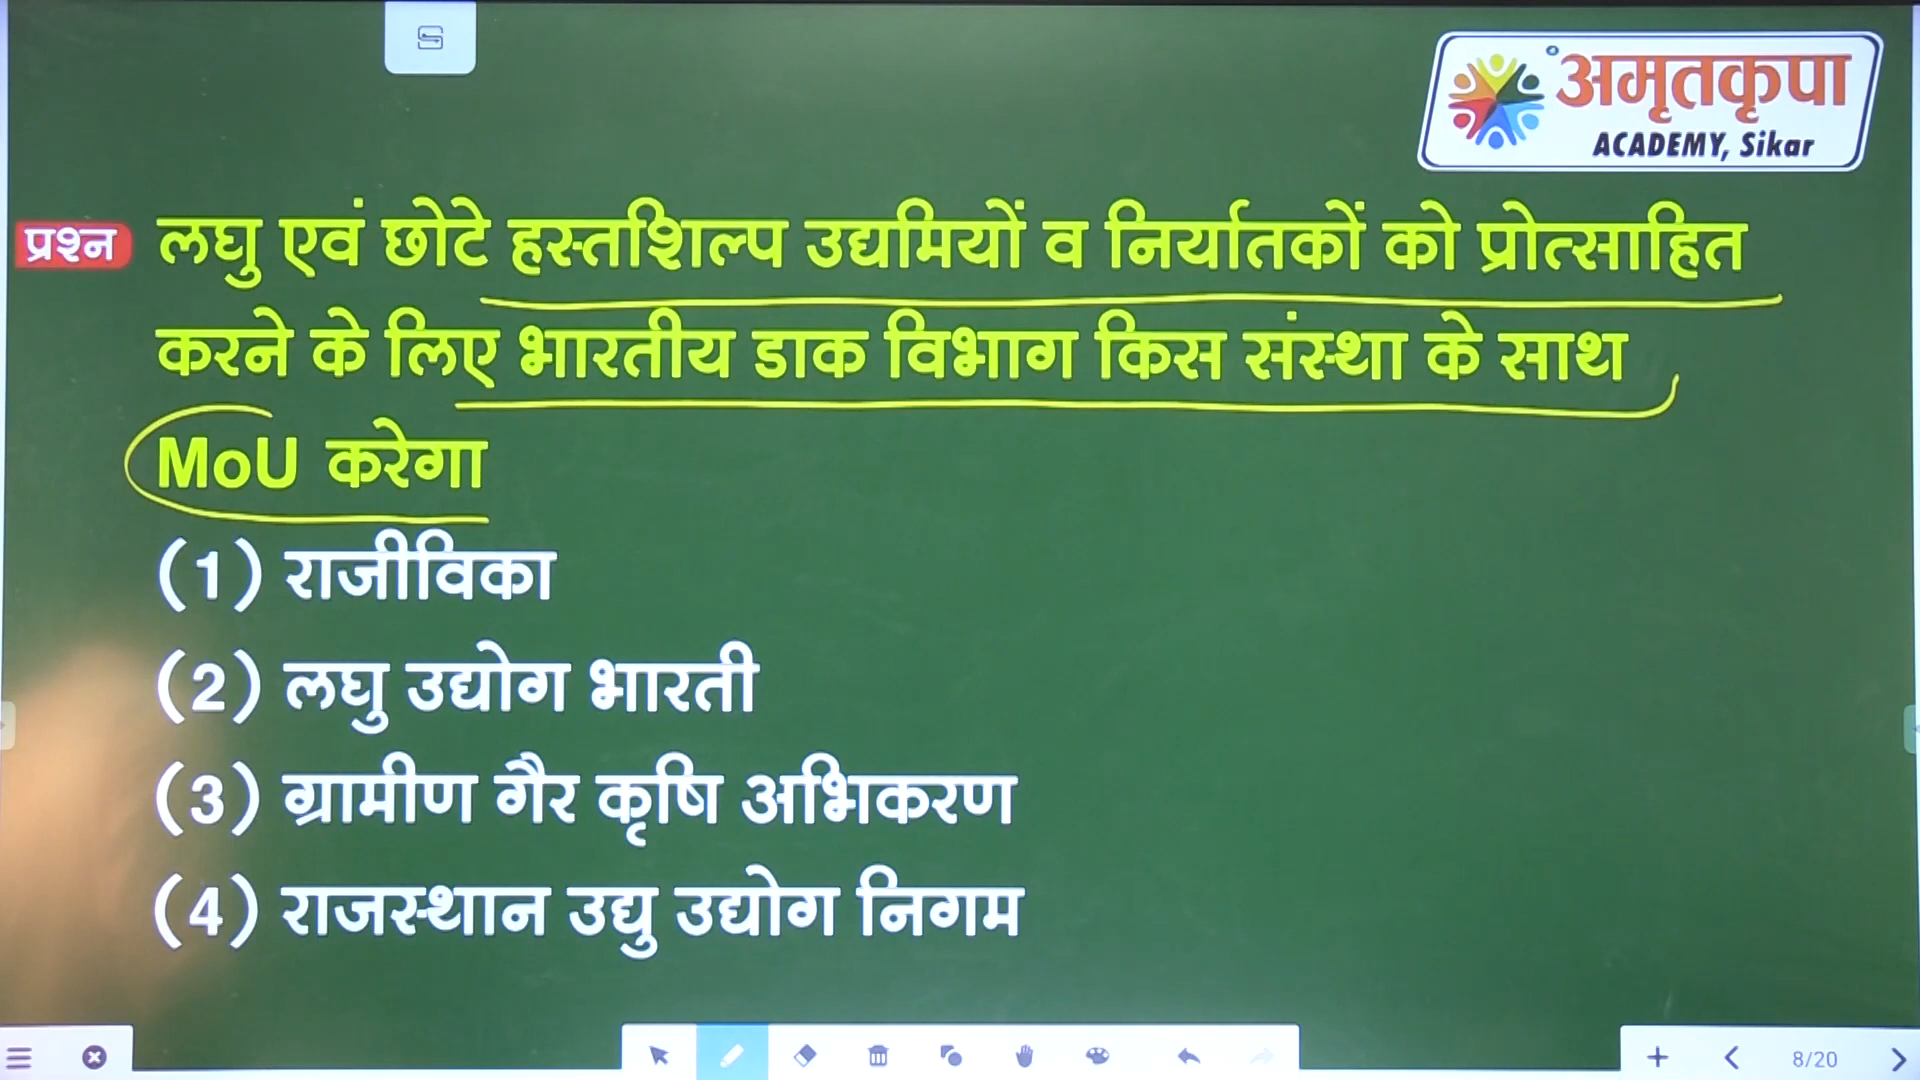 अमृतकृपा
ACADEMY, Sikar
प्रश्न लघु एवं छोटे हस्तशिल्प उद्यमियों व निर्यातकों को प्रोत्साहित
करने के लिए भारतीय डाक विभाग किस संस्था के साथ
MoU करेगा
(1) राजीविका
(2) लघु उद्योग भारती
(3) ग्रामीण गैर कृषि अभिकरण
(4) राजस्थान उद्यु उद्योग निगम
8/20